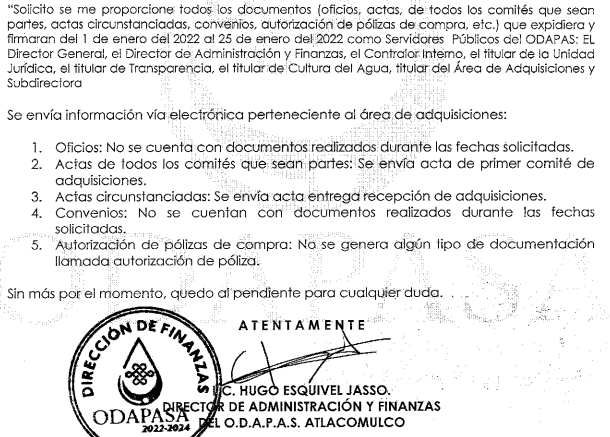 "Solicito se me proporcione todos los documentos (oficios, actas, de todos los comités que sean
partes, actas circunstanciadas, convenios, autorización de pólizas de compra, etc.) que expidiera y
firmaran del 1 de enero del 2022 al 25 de enero del 2022 como Servidores Públicos del ODAPAS: EL
Director General, el Director de Administración y Finanzas, el Contralor Interno, el titular de la Unidad
Jurídica, el titular de Transparencia, el titular de Cultura del Agua, titular del Área de Adquisiciones y
Subdirectora
Se envía información vía electrónica perteneciente al área de adquisiciones:
1. Oficios: No se cuenta con documentos realizados durante las fechas solicitadas.
2. Actas de todos los comités que sean partes: Se envía acta de primer comité de
adquisiciones.
3. Actas circunstanciadas: Se envía acta entrega recepción de adquisiciones.
4. Convenios: No se cuentan con documentos realizados durante las fechas
solicitadas.
5. Autorización de pólizas de compra: No se genera algún tipo de documentación
llamada autorización de póliza.
Sin más por el momento, quedo al pendiente para cualquier duda.
ODAPASA
ATENTAMENTE
DIRECCIÓN DE FINANZAS
ODAPASA
2022-2024
LIC. HUGO ESQUIVEL JASSO.
DIRECTOR DE ADMINISTRACIÓN Y FINANZAS
DEL O.D.A.P.A.S. ATLACOMULCO